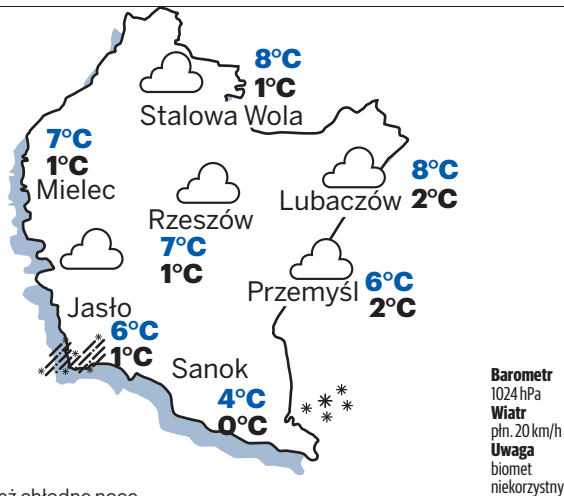 8°C
1°C
Stalowa Wola
7°C
1°C
Mielec
8°C
2°C
Lubaczów
Rzeszów
7°C
1°C
Przemyśl
6°C
2°C
Jasło
6°C
1°C
Sanok
4°C
0°C
Barometr
1024 hPa
Wiatr
płn. 20 km/h
Uwaga
biomet
niekorzystny